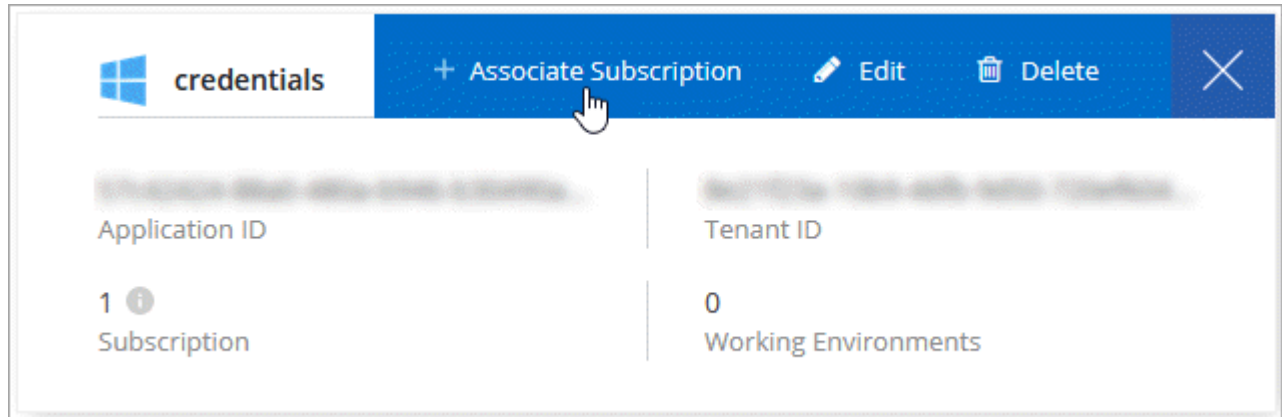 credentials
+ Associate Subscription
Edit
Delete
Application ID
Tenant ID
1
Subscription
0
Working Environments